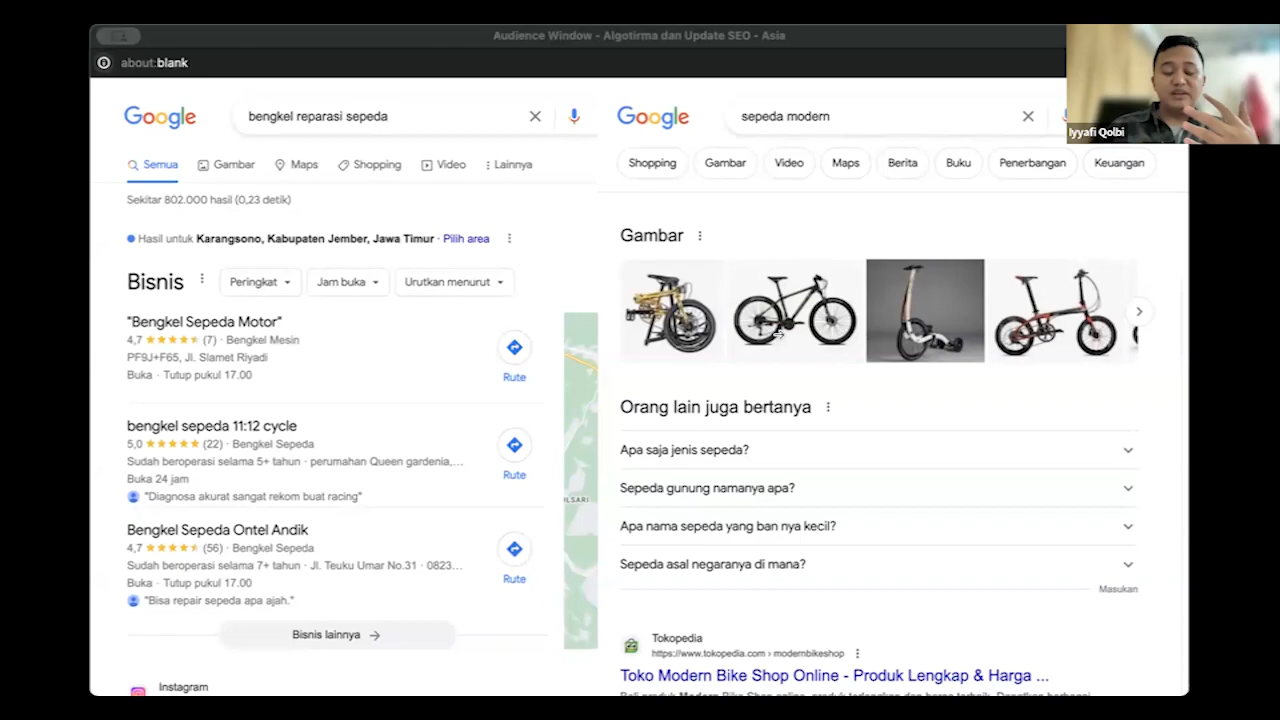 Audience Window - Algotirma dan Update SEO - Asia
about:blank
Iyyafi Qolbi
Google
bengkel reparasi sepeda
Semua
Gambar
Maps
Shopping
Video
Lainnya
Sekitar 802.000 hasil (0,23 detik)
Hasil untuk Karangsono, Kabupaten Jember, Jawa Timur · Pilih area
Bisnis
Peringkat
Jam buka
Urutkan menurut
"Bengkel Sepeda Motor"
4,7 (7) · Bengkel Mesin
PF9J+F65, Jl. Slamet Riyadi
Buka · Tutup pukul 17.00
Rute
bengkel sepeda 11:12 cycle
5,0 (22) · Bengkel Sepeda
Sudah beroperasi selama 5+ tahun · perumahan Queen gardenia,...
Buka 24 jam
"Diagnosa akurat sangat rekom buat racing"
Rute
Bengkel Sepeda Ontel Andik
4,7 (56) · Bengkel Sepeda
Sudah beroperasi selama 7+ tahun · Jl. Teuku Umar No.31 · 0823...
Buka · Tutup pukul 17.00
"Bisa repair sepeda apa ajah."
Rute
Bisnis lainnya
Instagram
Google
sepeda modern
Shopping
Gambar
Video
Maps
Berita
Buku
Penerbangan
Keuangan
Gambar
Orang lain juga bertanya
Apa saja jenis sepeda?
Sepeda gunung namanya apa?
Apa nama sepeda yang ban nya kecil?
Sepeda asal negaranya di mana?
Masukan
Tokopedia
https://www.tokopedia.com › modernbikeshop
Toko Modern Bike Shop Online - Produk Lengkap & Harga ...